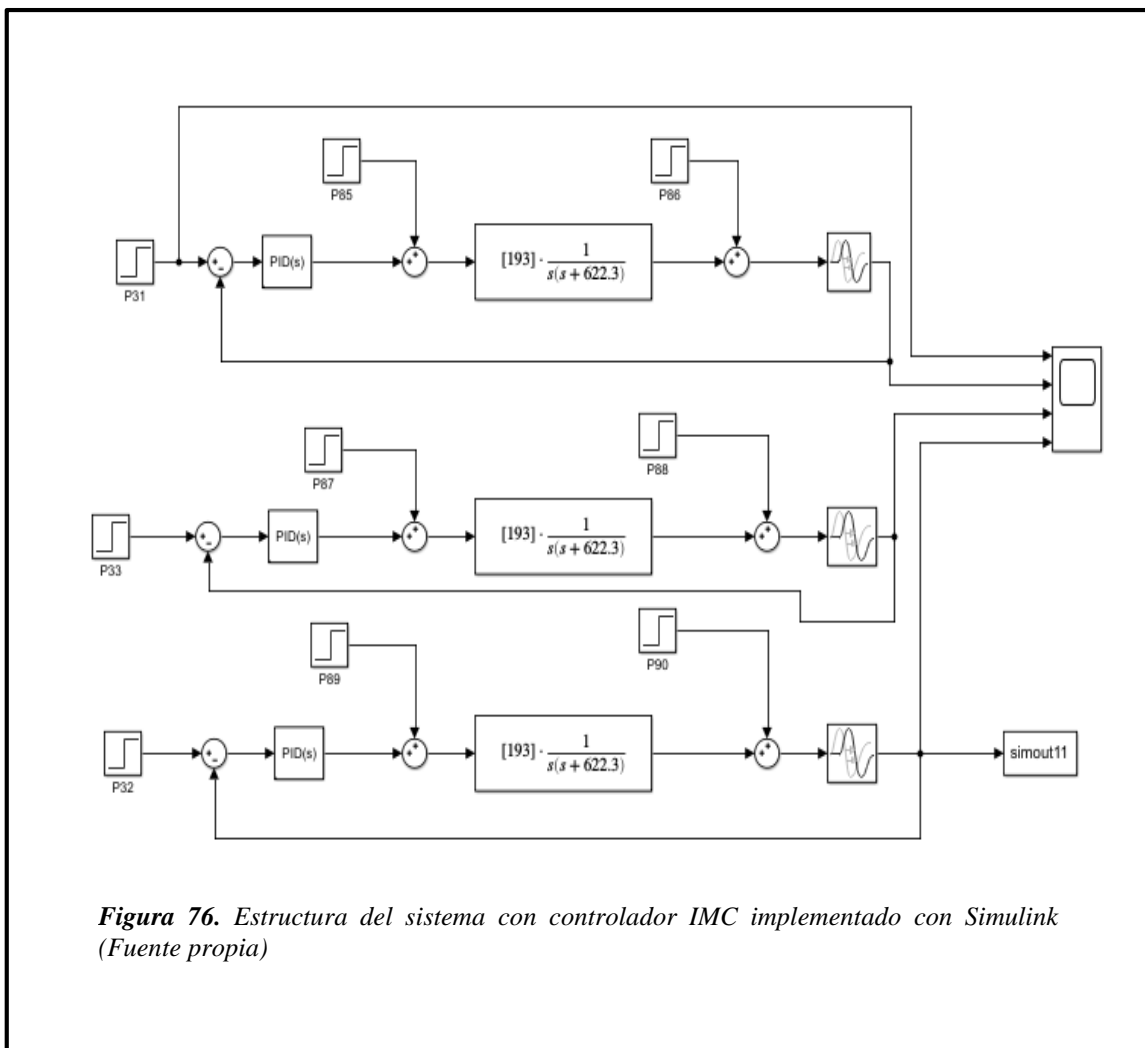 P85
P86
P31
+
-
PID(s)
+
+
[193] · 1 / s(s + 622.3)
+
+
P87
P88
P33
+
-
PID(s)
+
+
[193] · 1 / s(s + 622.3)
+
+
P89
P90
P32
+
-
PID(s)
+
+
[193] · 1 / s(s + 622.3)
+
+
simout11
Figura 76. Estructura del sistema con controlador IMC implementado con Simulink
(Fuente propia)